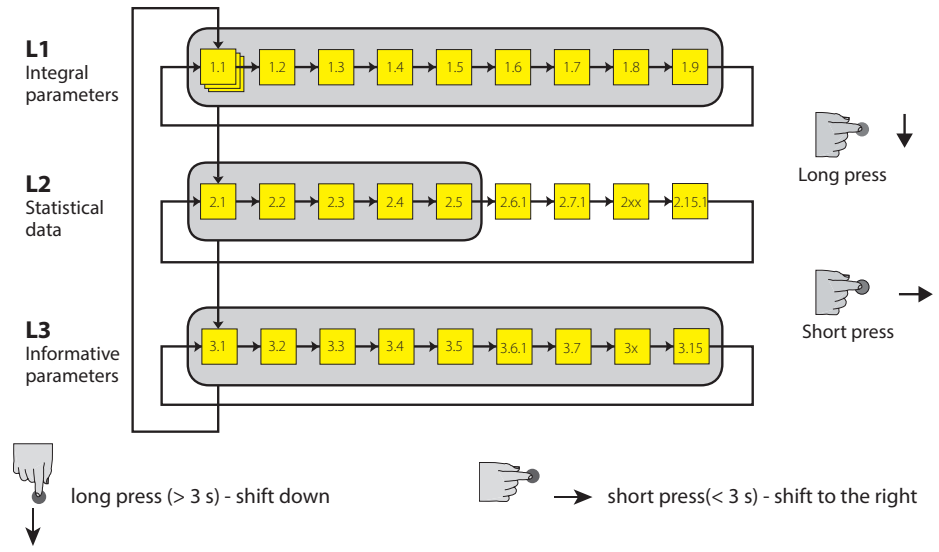 L1
Integral
parameters
1.1 1.2 1.3 1.4 1.5 1.6 1.7 1.8 1.9
Long press
L2
Statistical
data
2.1 2.2 2.3 2.4 2.5 2.6.1 2.7.1 2xx 2.15.1
Short press
L3
Informative
parameters
3.1 3.2 3.3 3.4 3.5 3.6.1 3.7 3x 3.15
long press (> 3 s) - shift down
short press(< 3 s) - shift to the right